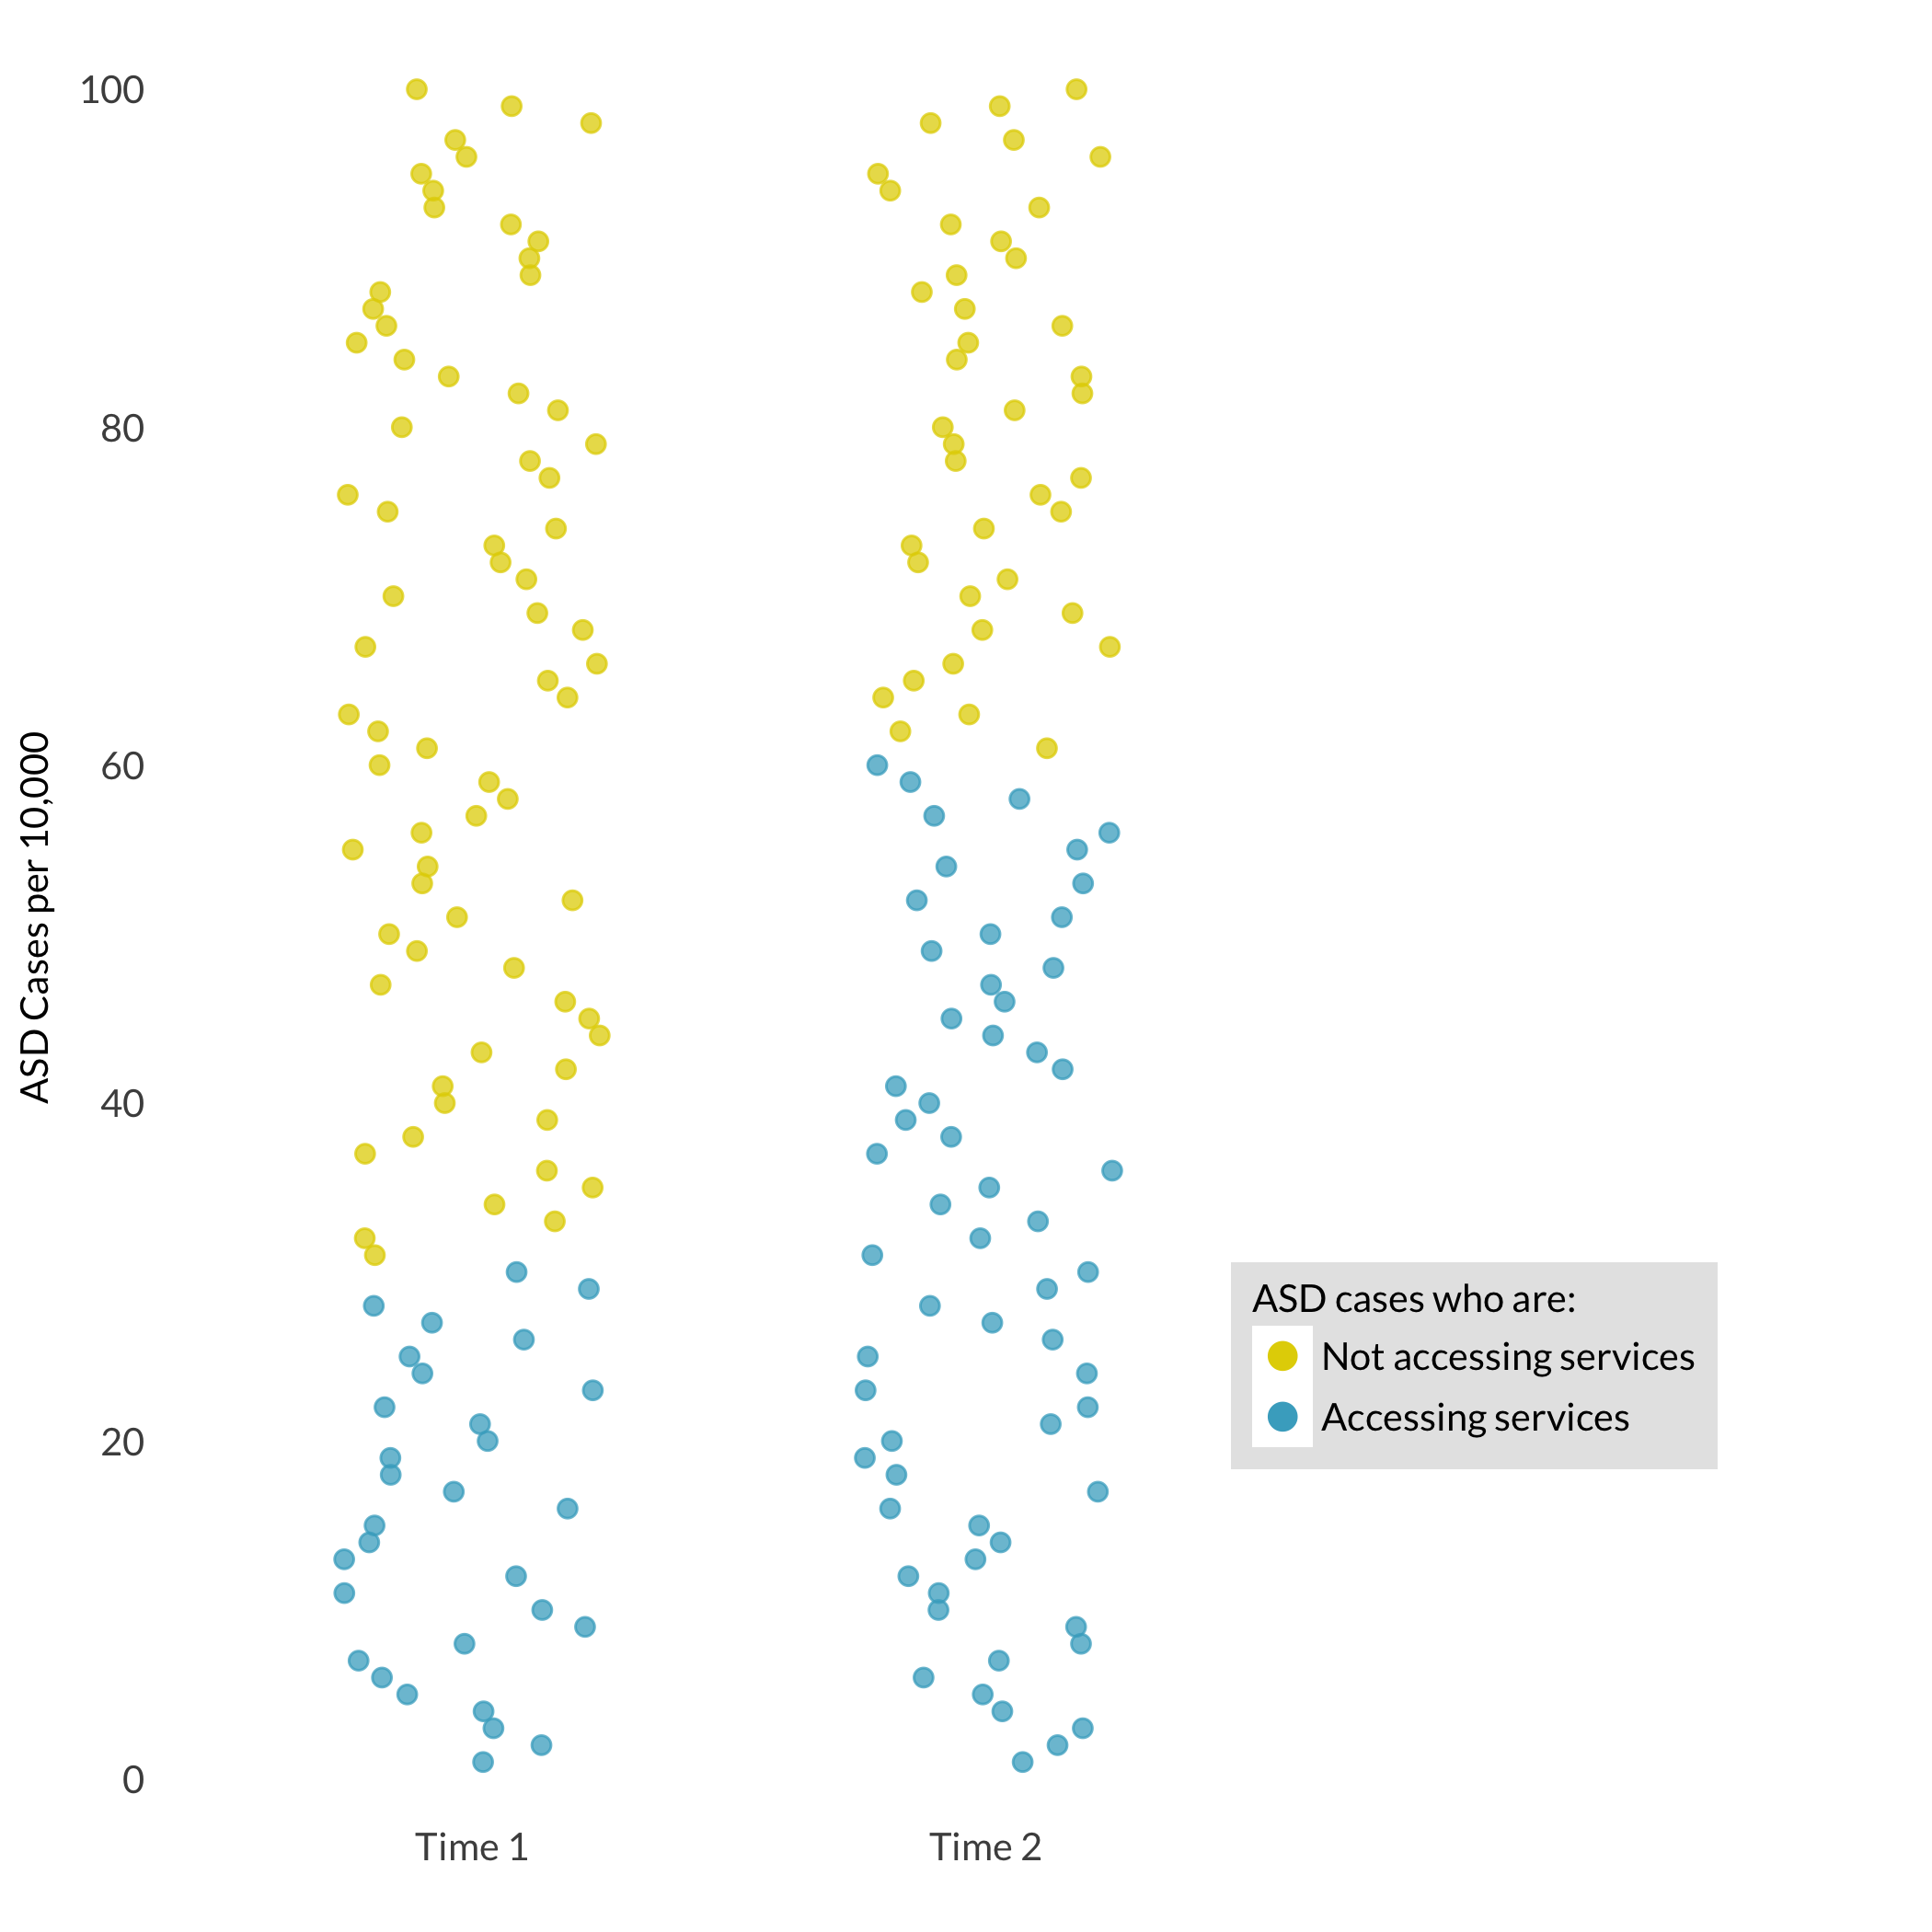 100
80
60
40
20
0
ASD Cases per 10,000
Time 1
Time 2
ASD cases who are:
Not accessing services
Accessing services